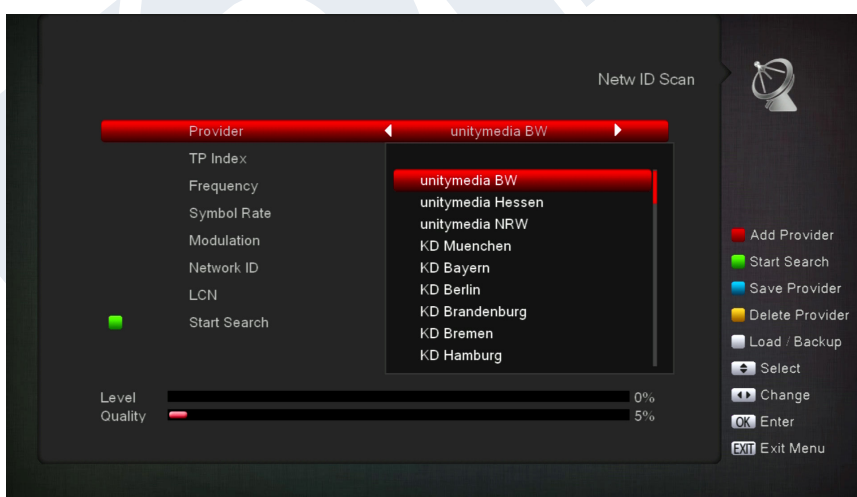 Netw ID Scan
Provider unitymedia BW
TP Index
Frequency
Symbol Rate
Modulation
Network ID
LCN
Start Search
unitymedia BW
unitymedia Hessen
unitymedia NRW
KD Muenchen
KD Bayern
KD Berlin
KD Brandenburg
KD Bremen
KD Hamburg
Level 0%
Quality 5%
Add Provider
Start Search
Save Provider
Delete Provider
Load / Backup
Select
Change
OK Enter
EXIT Exit Menu